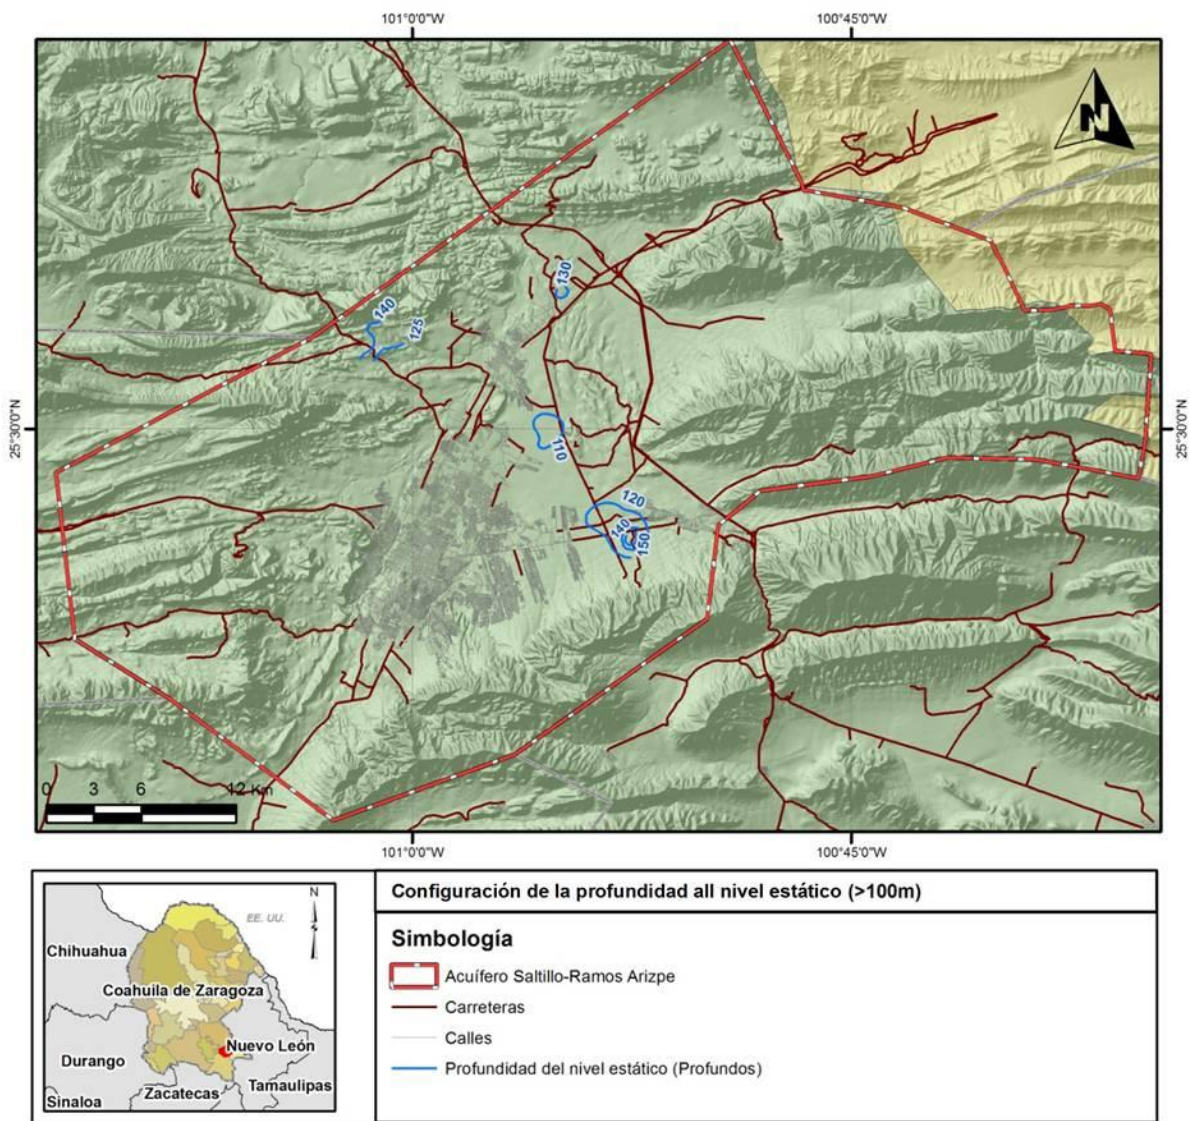 101°0'0"W
100°45'0"W
N
130
140
125
25°30'0"N
25°30'0"N
110
120
140
150
0 3 6 12 Km
101°0'0"W
100°45'0"W
N
EE. UU.
Chihuahua
Coahuila de Zaragoza
Nuevo León
Durango
Tamaulipas
Zacatecas
Sinaloa
Configuración de la profundidad all nivel estático (>100m)
Simbología
Acuífero Saltillo-Ramos Arizpe
Carreteras
Calles
Profundidad del nivel estático (Profundos)